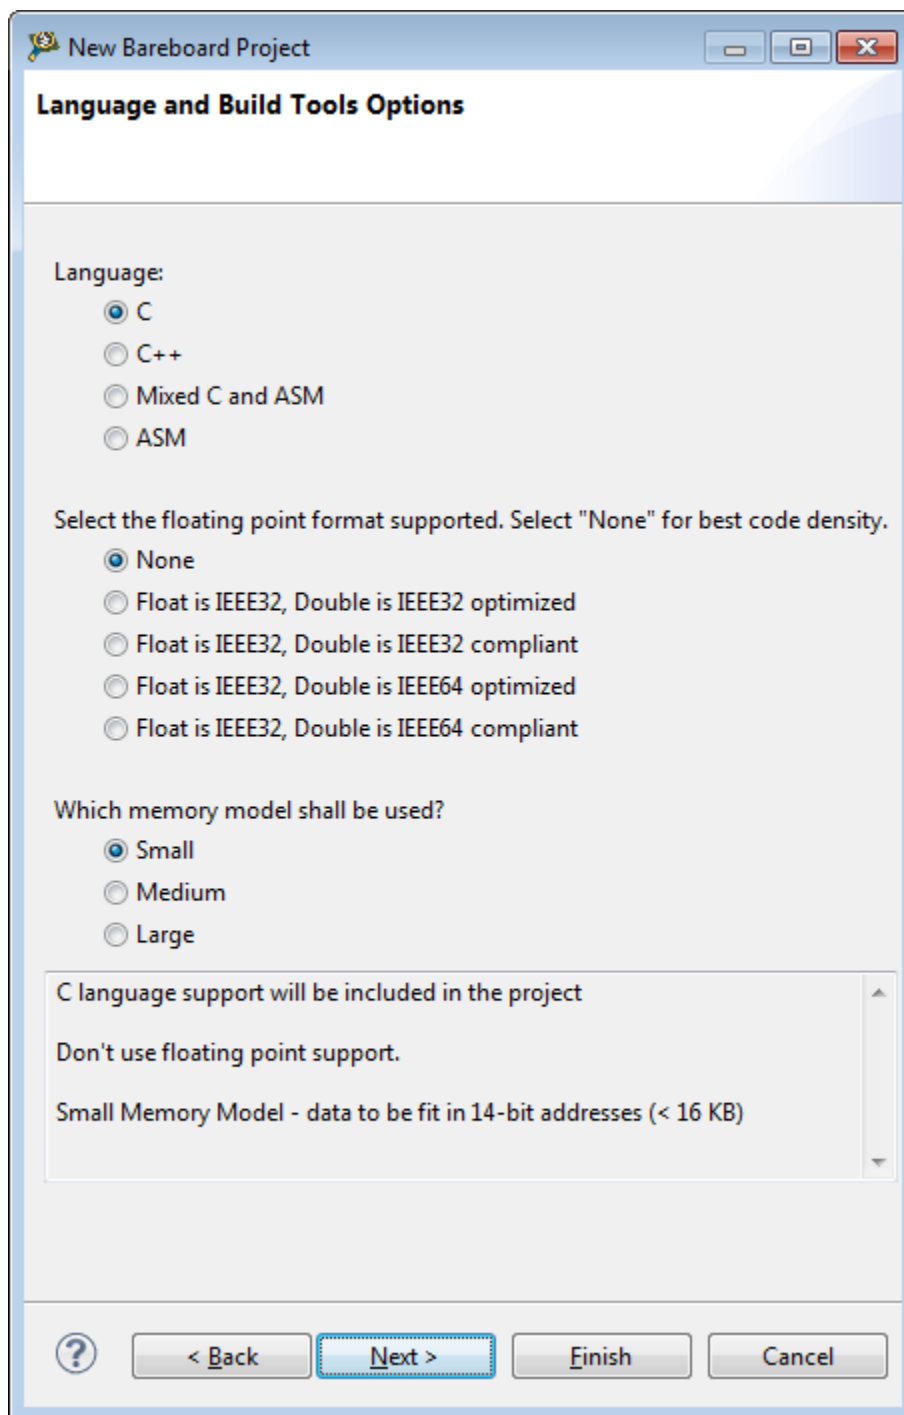 New Bareboard Project
Language and Build Tools Options
Language:
C
C++
Mixed C and ASM
ASM
Select the floating point format supported. Select "None" for best code density.
None
Float is IEEE32, Double is IEEE32 optimized
Float is IEEE32, Double is IEEE32 compliant
Float is IEEE32, Double is IEEE64 optimized
Float is IEEE32, Double is IEEE64 compliant
Which memory model shall be used?
Small
Medium
Large
C language support will be included in the project
Don't use floating point support.
Small Memory Model - data to be fit in 14-bit addresses (< 16 KB)
? < Back Next > Finish Cancel